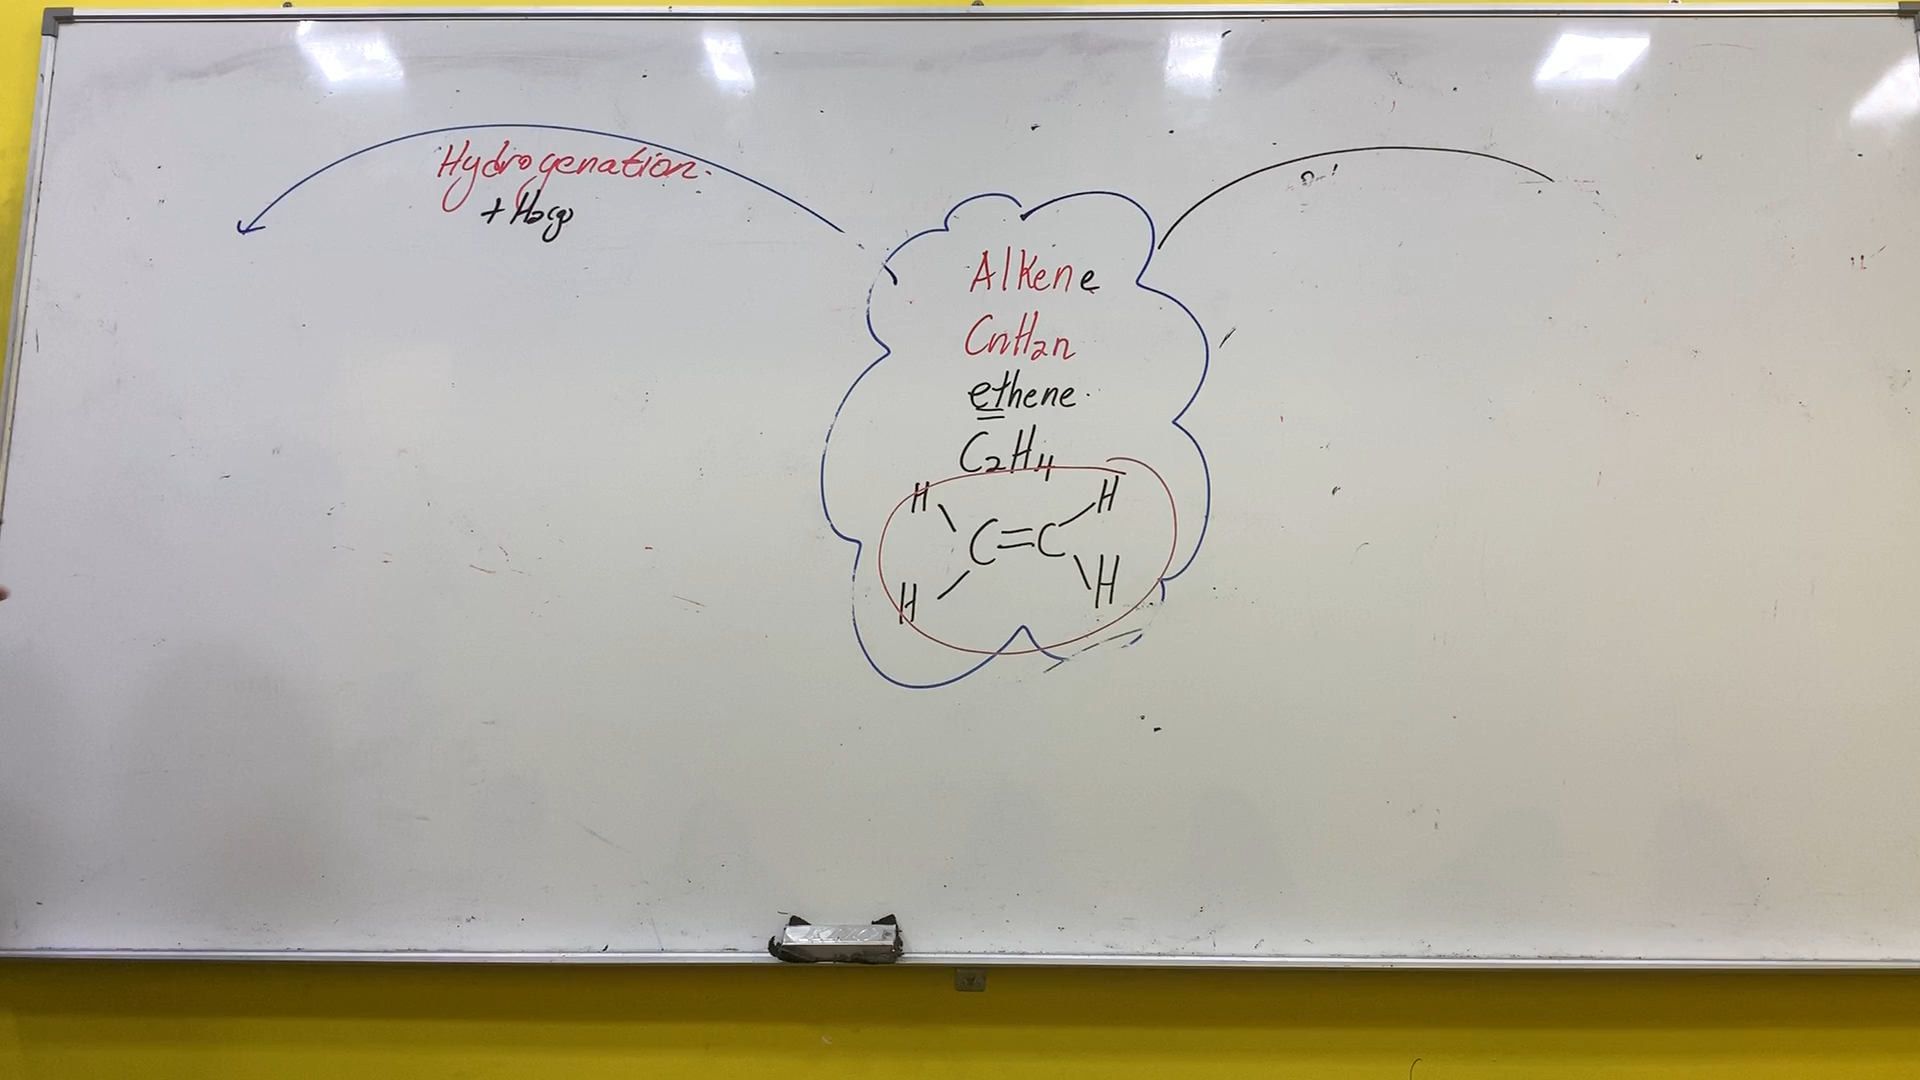 Hydrogenation.
+ H₂(g)
Alkene
CnH₂n
ethene.
C₂H₄
H H
C=C
H H